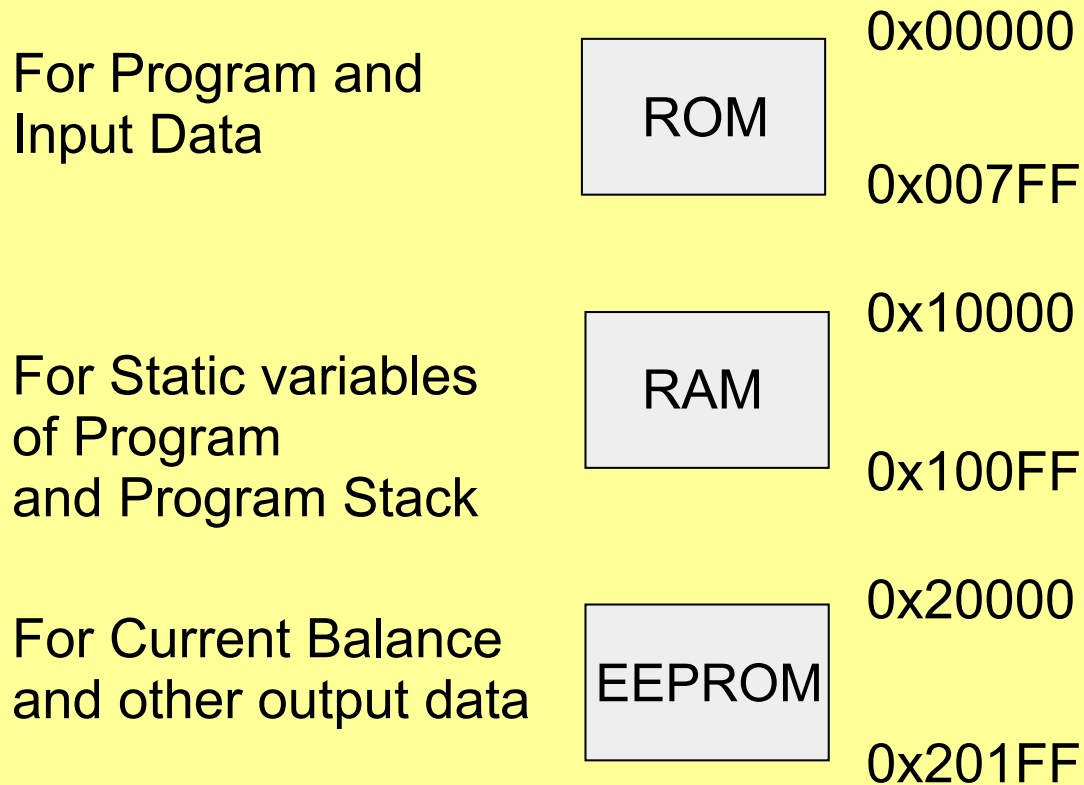 0x00000
For Program and
Input Data
ROM
0x007FF
0x10000
For Static variables
of Program
and Program Stack
RAM
0x100FF
0x20000
For Current Balance
and other output data
EEPROM
0x201FF